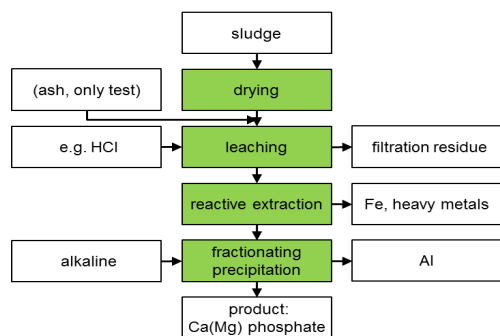 sludge
(ash, only test)
drying
e.g. HCl
leaching
filtration residue
reactive extraction
Fe, heavy metals
alkaline
fractionating
precipitation
Al
product:
Ca(Mg) phosphate